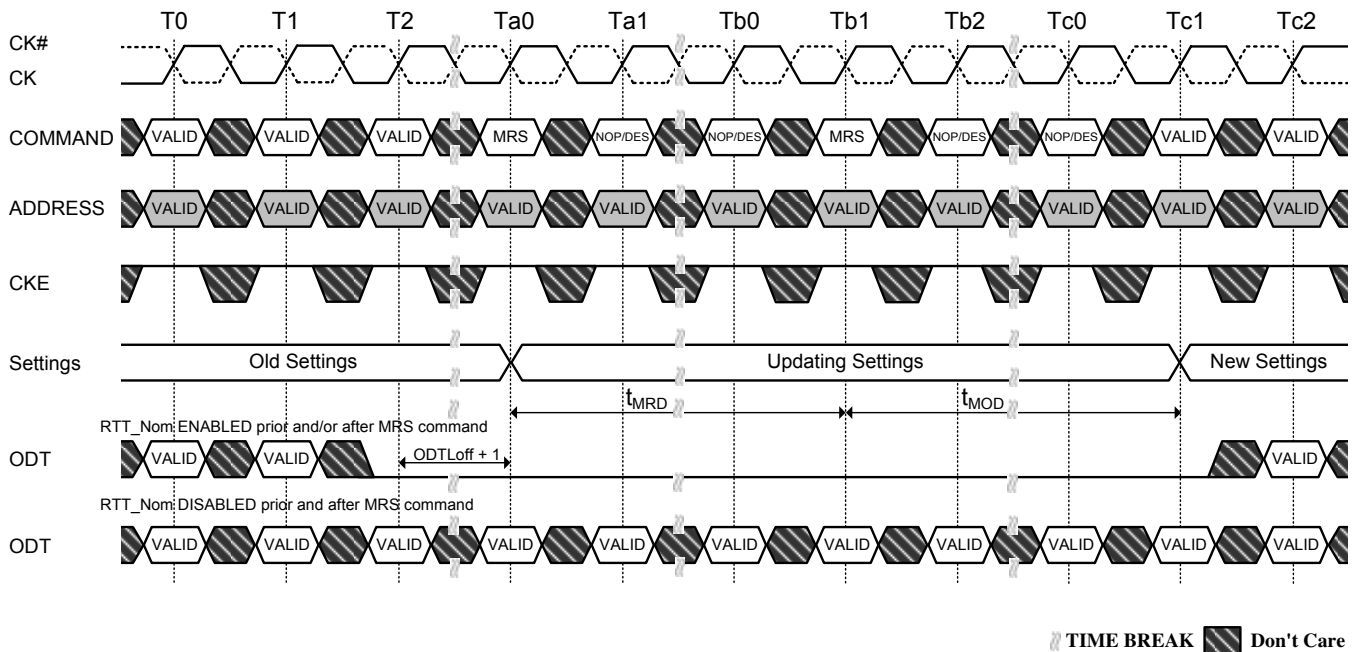 T0 T1 T2 Ta0 Ta1 Tb0 Tb1 Tb2 Tc0 Tc1 Tc2
CK#
CK
COMMAND VALID VALID VALID MRS NOP/DES NOP/DES MRS NOP/DES NOP/DES VALID VALID
ADDRESS VALID VALID VALID VALID VALID VALID VALID VALID VALID VALID VALID
CKE
Settings Old Settings Updating Settings New Settings
tMRD tMOD
RTT_Nom ENABLED prior and/or after MRS command
ODT VALID VALID ODTLoff + 1 VALID
RTT_Nom DISABLED prior and after MRS command
ODT VALID VALID VALID VALID VALID VALID VALID VALID VALID VALID VALID
TIME BREAK Don't Care